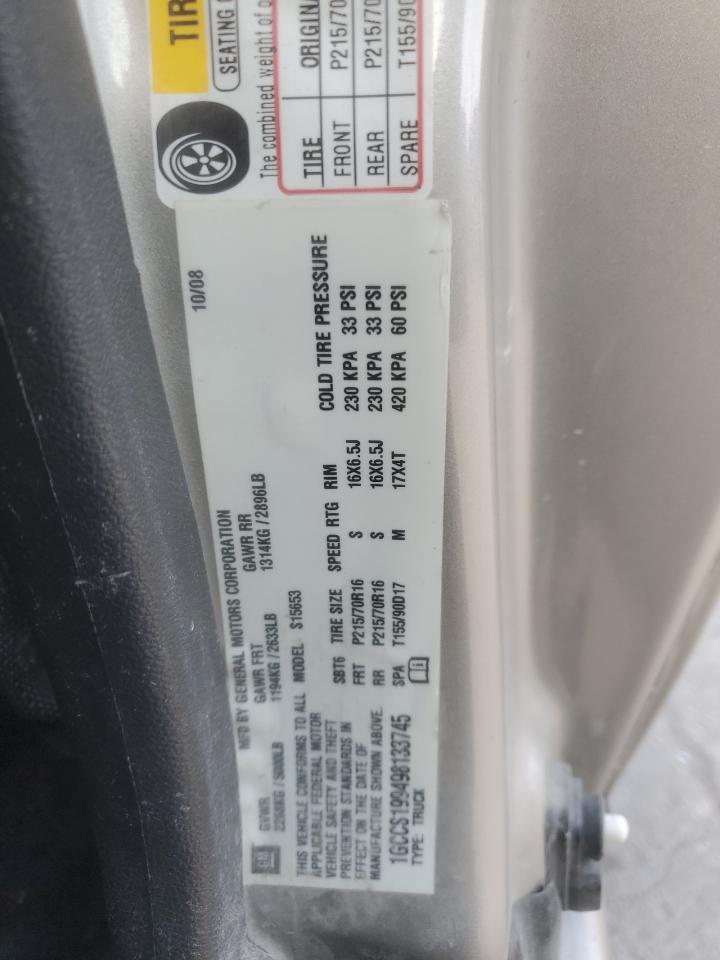 TIR
SEATING
The combined weight of o
TIRE ORIGINA
FRONT P215/70
REAR P215/70
SPARE T155/90
10/08
GM
MFD BY GENERAL MOTORS CORPORATION
GVWR GAWR FRT GAWR RR
2268KG / 5000LB 1194KG / 2633LB 1314KG / 2896LB
THIS VEHICLE CONFORMS TO ALL
APPLICABLE FEDERAL MOTOR
VEHICLE SAFETY AND THEFT
PREVENTION STANDARDS IN
EFFECT ON THE DATE OF
MANUFACTURE SHOWN ABOVE.
1GCCS199498133745
TYPE: TRUCK
MODEL S15653
SBT6 TIRE SIZE SPEED RTG RIM COLD TIRE PRESSURE
FRT P215/70R16 S 16X6.5J 230 KPA 33 PSI
RR P215/70R16 S 16X6.5J 230 KPA 33 PSI
SPA T155/90D17 M 17X4T 420 KPA 60 PSI